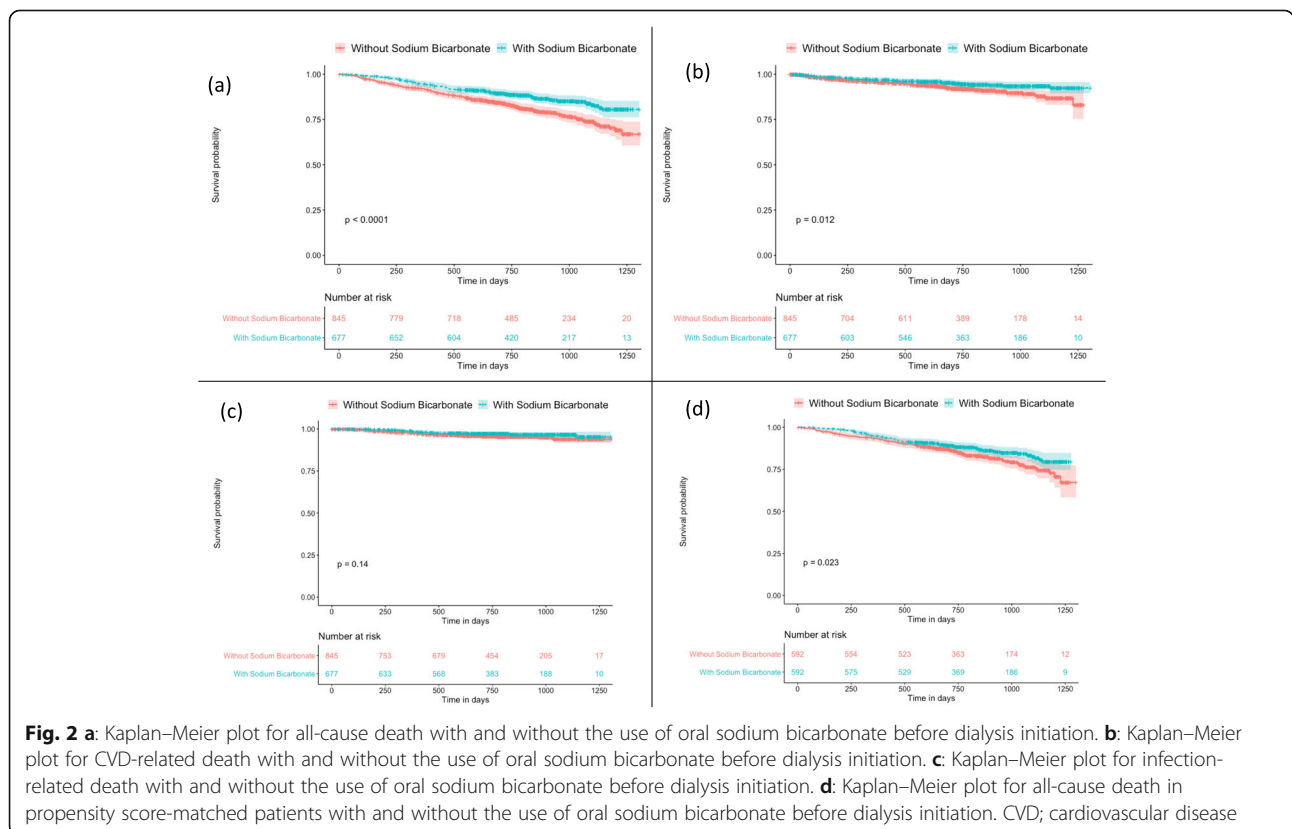 Without Sodium Bicarbonate With Sodium Bicarbonate
(a)
1.00
0.75
0.50
0.25
0.00
Survival probability
p < 0.0001
0 250 500 750 1000 1250
Time in days
Number at risk
Without Sodium Bicarbonate 845 779 718 485 234 20
With Sodium Bicarbonate 677 652 604 420 217 13
0 250 500 750 1000 1250
Time in days
Without Sodium Bicarbonate With Sodium Bicarbonate
(b)
1.00
0.75
0.50
0.25
0.00
Survival probability
p = 0.012
0 250 500 750 1000 1250
Time in days
Number at risk
Without Sodium Bicarbonate 845 704 611 389 178 14
With Sodium Bicarbonate 677 603 546 363 186 10
0 250 500 750 1000 1250
Time in days
Without Sodium Bicarbonate With Sodium Bicarbonate
(c)
1.00
0.75
0.50
0.25
0.00
Survival probability
p = 0.14
0 250 500 750 1000 1250
Time in days
Number at risk
Without Sodium Bicarbonate 845 753 679 454 205 17
With Sodium Bicarbonate 677 633 568 383 188 10
0 250 500 750 1000 1250
Time in days
Without Sodium Bicarbonate With Sodium Bicarbonate
(d)
1.00
0.75
0.50
0.25
0.00
Survival probability
p = 0.023
0 250 500 750 1000 1250
Time in days
Number at risk
Without Sodium Bicarbonate 592 554 523 363 174 12
With Sodium Bicarbonate 592 575 529 369 186 9
0 250 500 750 1000 1250
Time in days
Fig. 2 a: Kaplan–Meier plot for all-cause death with and without the use of oral sodium bicarbonate before dialysis initiation. b: Kaplan–Meier
plot for CVD-related death with and without the use of oral sodium bicarbonate before dialysis initiation. c: Kaplan–Meier plot for infection-
related death with and without the use of oral sodium bicarbonate before dialysis initiation. d: Kaplan–Meier plot for all-cause death in
propensity score-matched patients with and without the use of oral sodium bicarbonate before dialysis initiation. CVD; cardiovascular disease